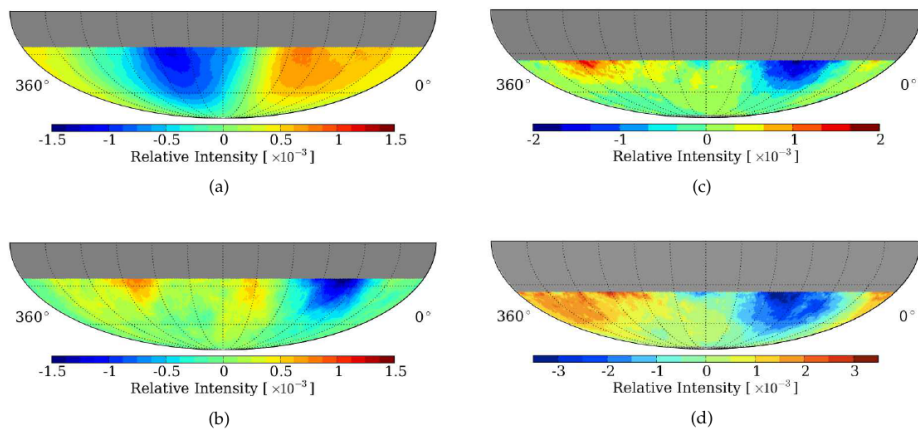 360° 0°
-1.5 -1 -0.5 0 0.5 1 1.5
Relative Intensity [ ×10⁻³ ]
(a)
360° 0°
-2 -1 0 1 2
Relative Intensity [ ×10⁻³ ]
(c)
360° 0°
-1.5 -1 -0.5 0 0.5 1 1.5
Relative Intensity [ ×10⁻³ ]
(b)
360° 0°
-3 -2 -1 0 1 2 3
Relative Intensity [ ×10⁻³ ]
(d)